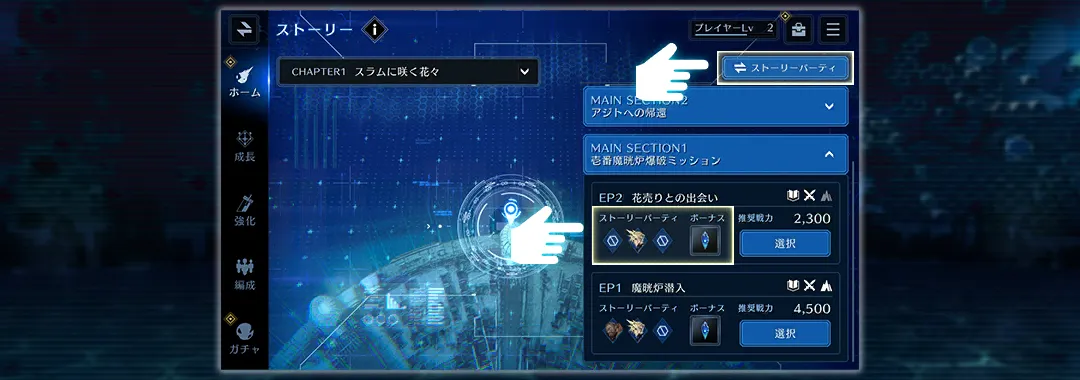 ストーリー
i
プレイヤーLv 2
ストーリーパーティ
CHAPTER1 スラムに咲く花々
ホーム
成長
強化
編成
ガチャ
MAIN SECTION2
アジトへの帰還
MAIN SECTION1
壱番魔晄炉爆破ミッション
EP2 花売りとの出会い
ストーリーパーティ ボーナス 推奨戦力 2,300
選択
EP1 魔晄炉潜入
ストーリーパーティ ボーナス 推奨戦力 4,500
選択